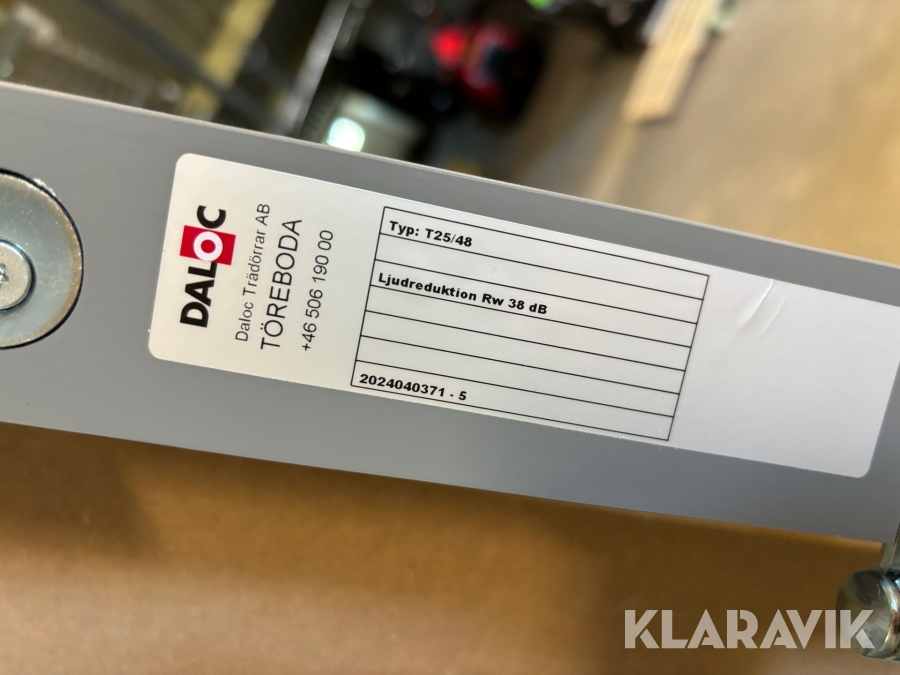 DALOC
Daloc Trädörrar AB
TÖREBODA
+46 506 190 00
Typ: T25/48
Ljudreduktion Rw 38 dB
2024040371 - 5
KLARAVIK